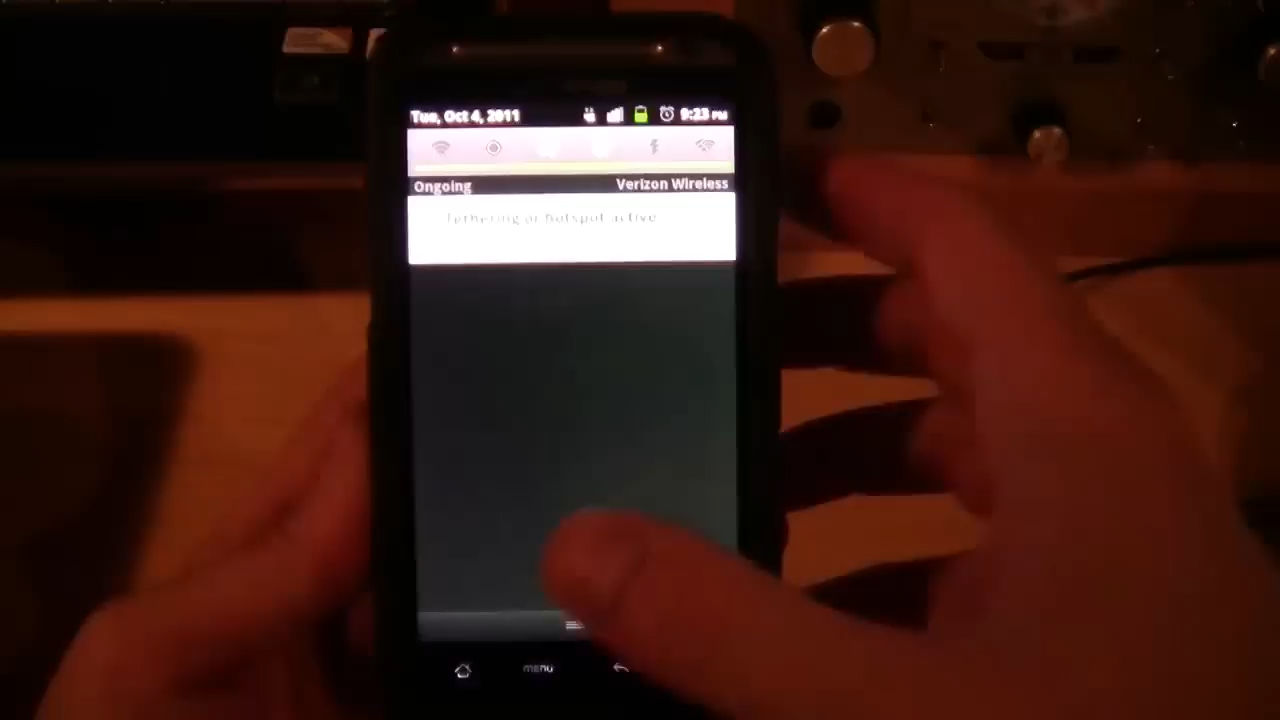 Tue, Oct 4, 2011 9:23 PM
Ongoing Verizon Wireless
Tethering or hotspot active
menu